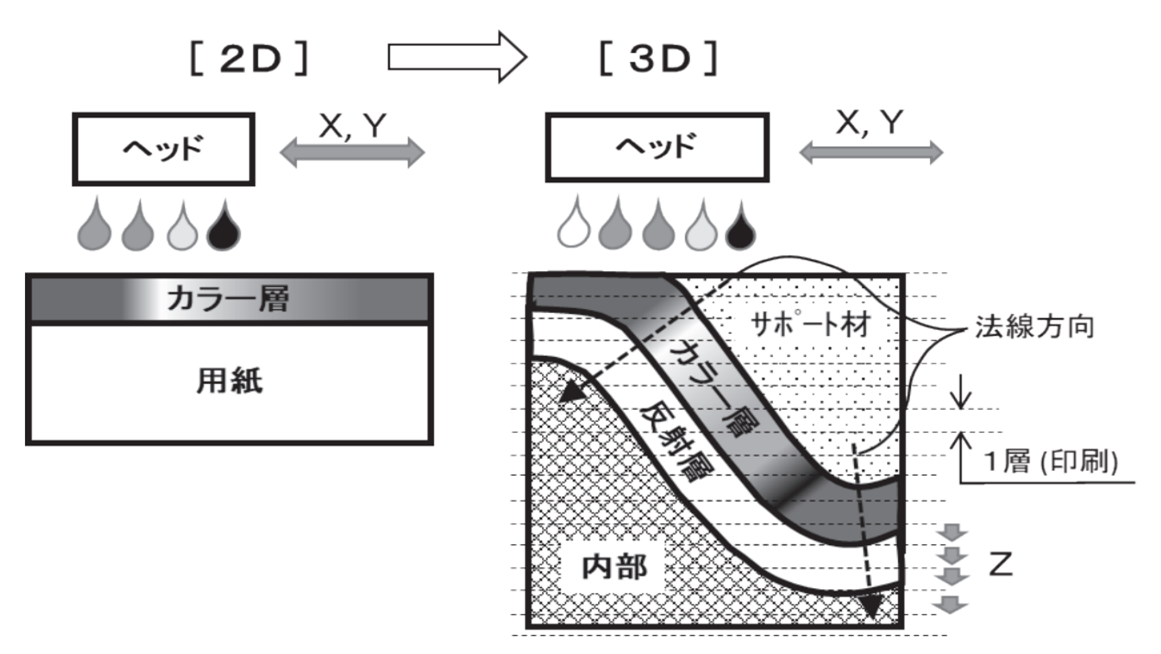 [ 2D ]
[ 3D ]
ヘッド
X, Y
ヘッド
X, Y
カラー層
用紙
サポート材
法線方向
カラー層
反射層
1層(印刷)
内部
Z